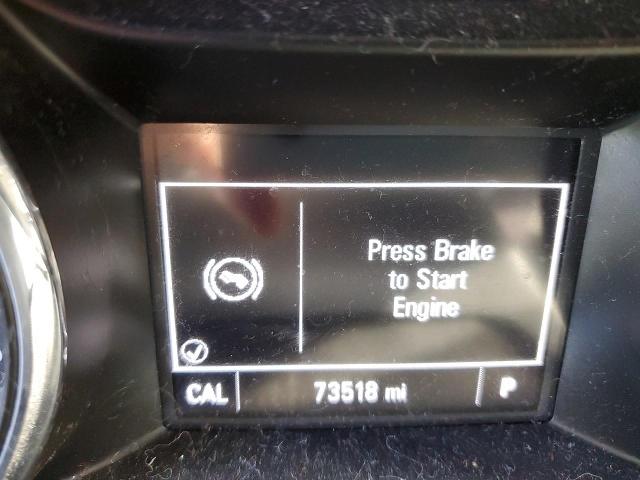 Press Brake
to Start
Engine
CAL 73518 mi P